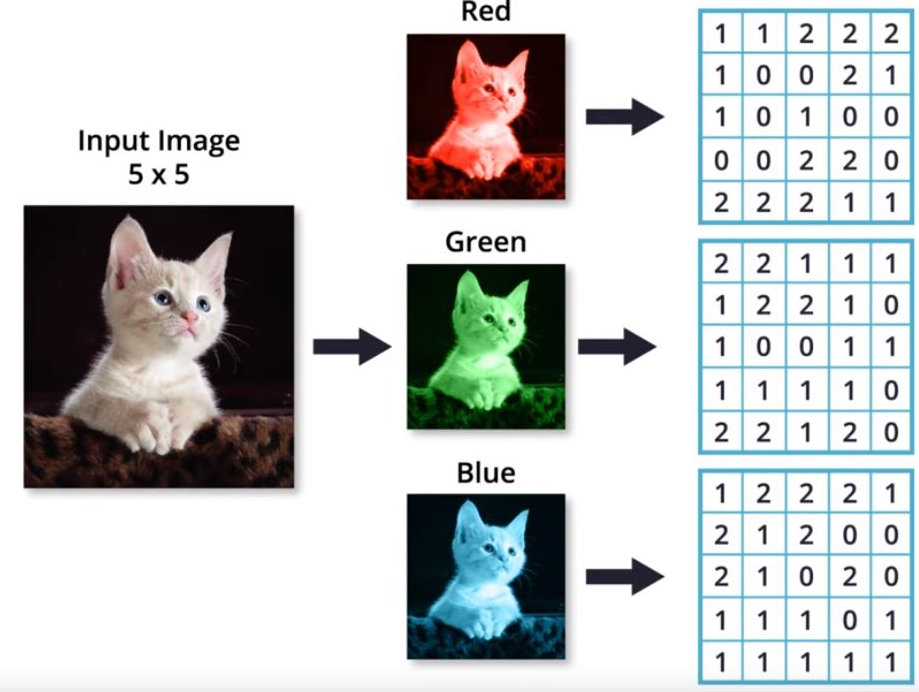 Input Image
5 x 5
Red
1 1 2 2 2
1 0 0 2 1
1 0 1 0 0
0 0 2 2 0
2 2 2 1 1
Green
2 2 1 1 1
1 2 2 1 0
1 0 0 1 1
1 1 1 1 0
2 2 1 2 0
Blue
1 2 2 2 1
2 1 2 0 0
2 1 0 2 0
1 1 1 0 1
1 1 1 1 1